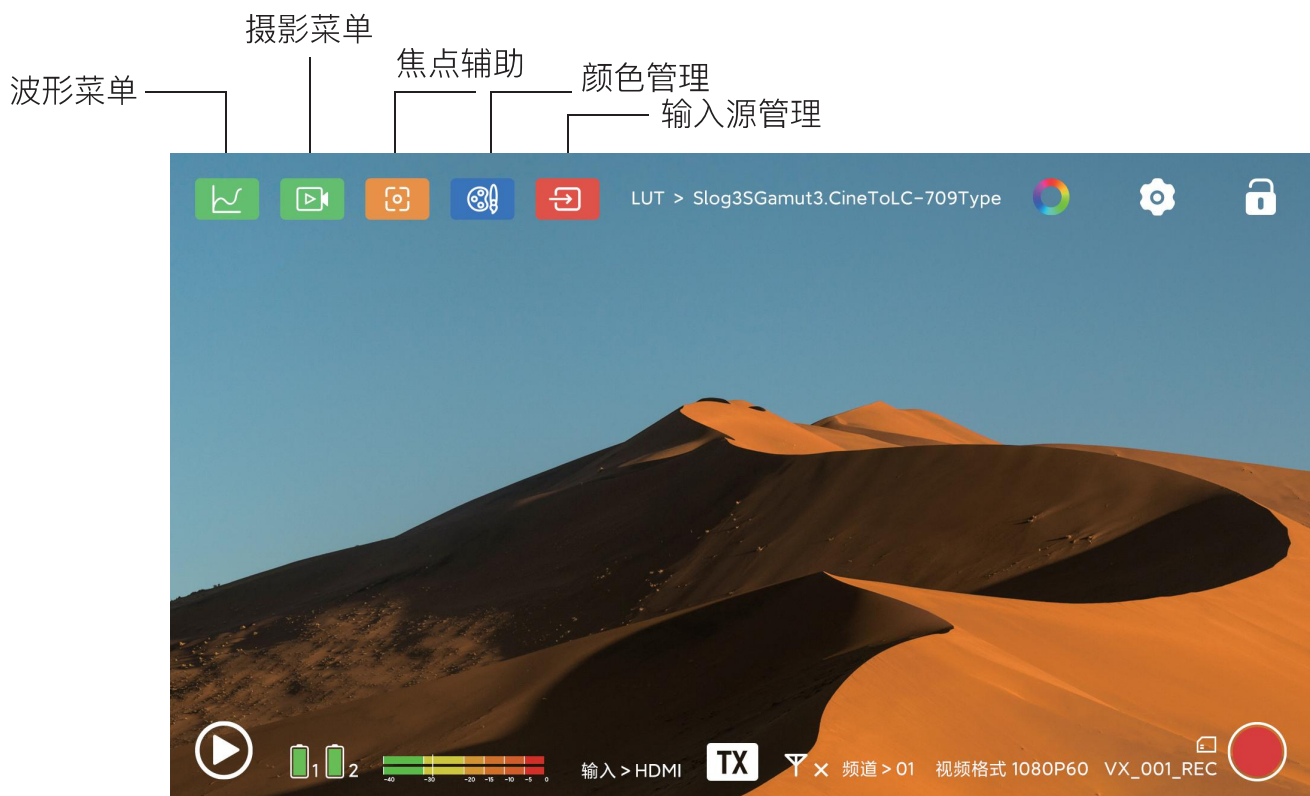 摄影菜单
焦点辅助
颜色管理
波形菜单
输入源管理
LUT > Slog3SGamut3.CineToLC-709Type
1 2
-40 -30 -20 -15 -10 -5 0
输入 > HDMI
TX
频道 > 01
视频格式 1080P60
VX_001_REC